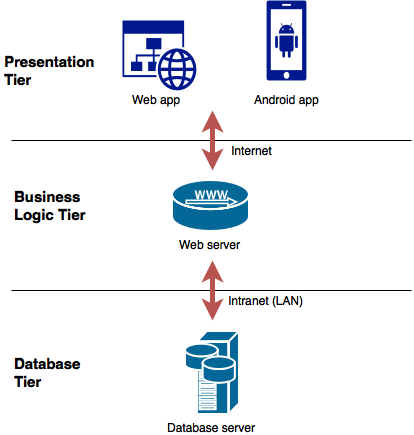 Presentation
Tier
Web app
Android app
Internet
Business
Logic Tier
WWW
Web server
Intranet (LAN)
Database
Tier
Database server